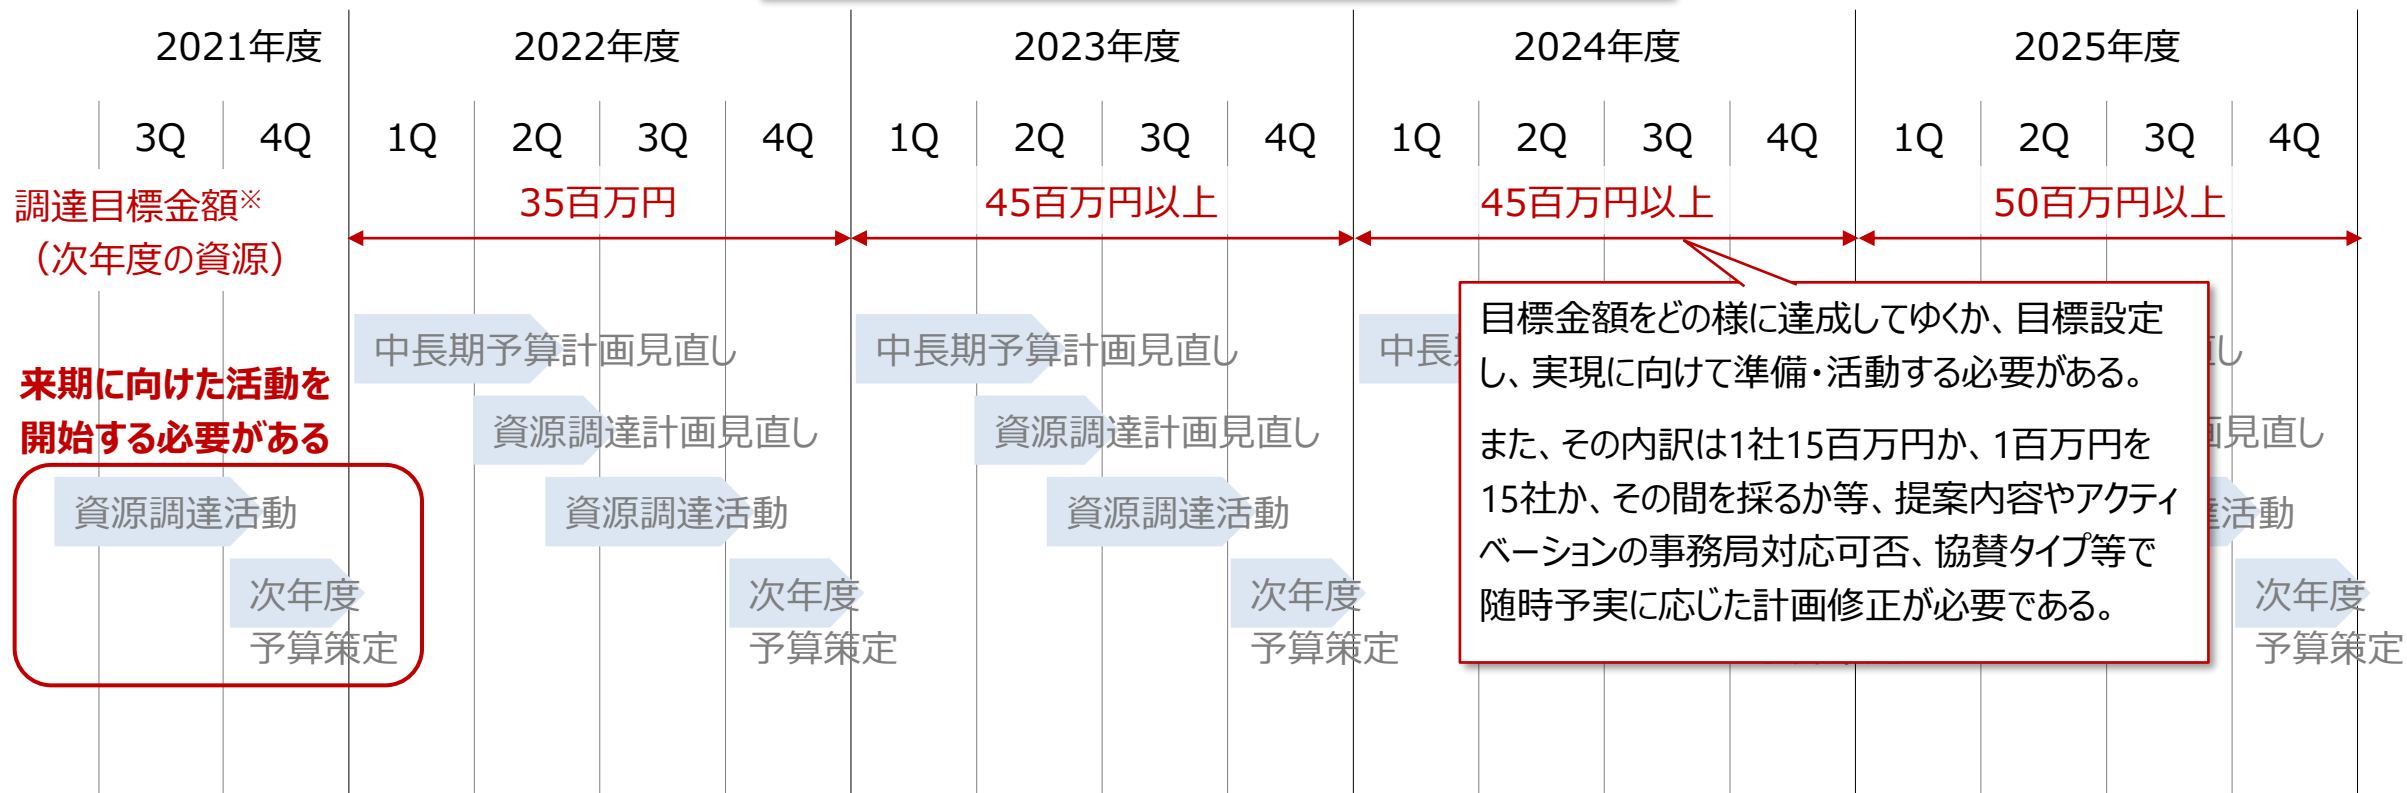 2021年度 2022年度 2023年度 2024年度 2025年度
3Q 4Q 1Q 2Q 3Q 4Q 1Q 2Q 3Q 4Q 1Q 2Q 3Q 4Q 1Q 2Q 3Q 4Q
調達目標金額※
（次年度の資源）
35百万円 45百万円以上 45百万円以上 50百万円以上
来期に向けた活動を
開始する必要がある
資源調達活動
次年度
予算策定
中長期予算計画見直し
資源調達計画見直し
資源調達活動
次年度
予算策定
中長期予算計画見直し
資源調達計画見直し
資源調達活動
次年度
予算策定
中長
目標金額をどの様に達成してゆくか、目標設定
し、実現に向けて準備・活動する必要がある。
また、その内訳は1社15百万円か、1百万円を
15社か、その間を採るか等、提案内容やアクティ
ベーションの事務局対応可否、協賛タイプ等で
随時予実に応じた計画修正が必要である。
直し
画見直し
達活動
次年度
予算策定